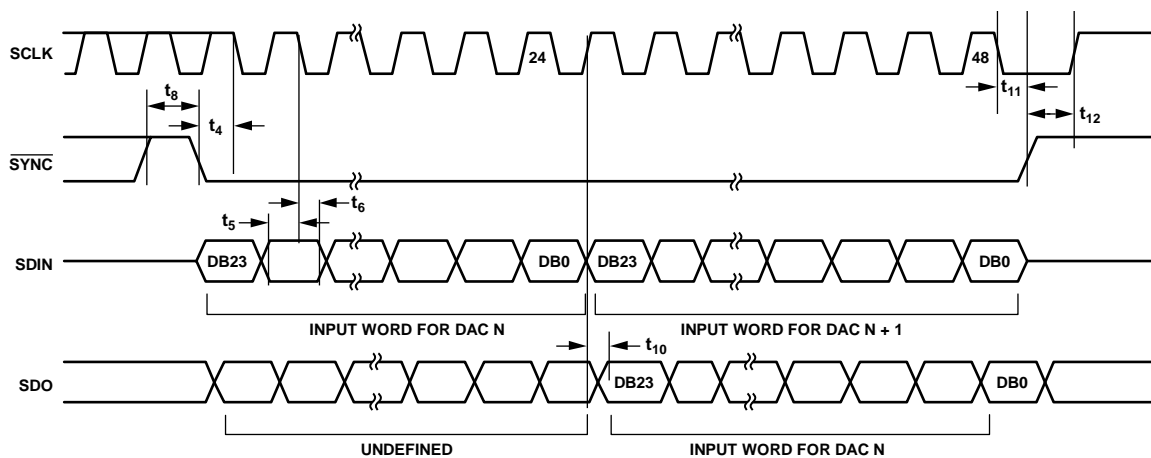 SCLK
24
48
t8
t4
t11
t12
SYNC
t5
t6
SDIN
DB23
DB0
DB23
DB0
INPUT WORD FOR DAC N
INPUT WORD FOR DAC N + 1
t10
SDO
DB23
DB0
UNDEFINED
INPUT WORD FOR DAC N